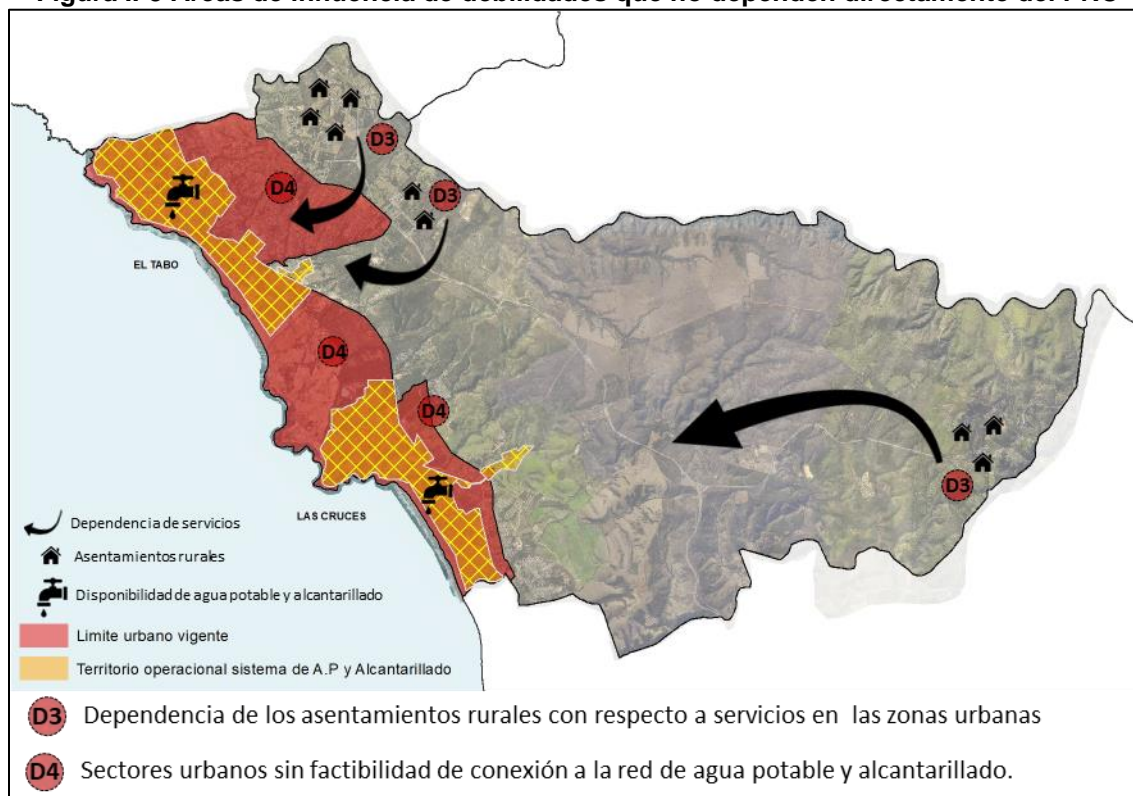 D3
D3
D4
EL TABO
D4
D4
D3
LAS CRUCES
Dependencia de servicios
Asentamientos rurales
Disponibilidad de agua potable y alcantarillado
Limite urbano vigente
Territorio operacional sistema de A.P y Alcantarillado
D3 Dependencia de los asentamientos rurales con respecto a servicios en las zonas urbanas
D4 Sectores urbanos sin factibilidad de conexión a la red de agua potable y alcantarillado.